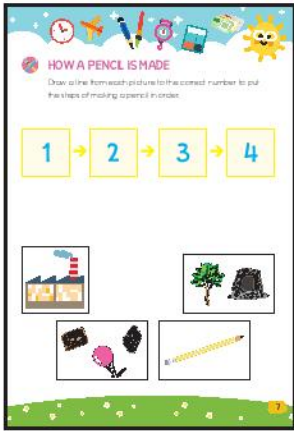 HOW A PENCIL IS MADE
Draw a line from each picture to the correct number to put
the steps of making a pencil in order.
1 2 3 4
7